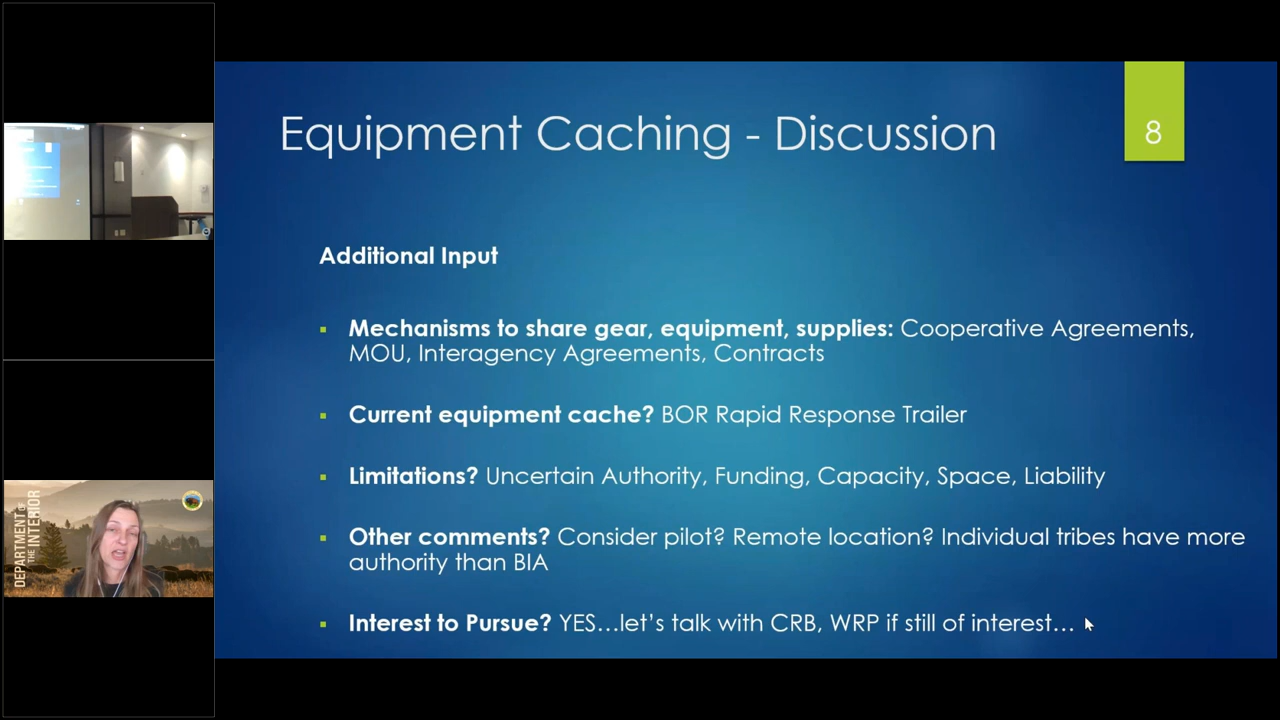 Equipment Caching - Discussion
8
Additional Input
Mechanisms to share gear, equipment, supplies: Cooperative Agreements,
MOU, Interagency Agreements, Contracts
Current equipment cache? BOR Rapid Response Trailer
Limitations? Uncertain Authority, Funding, Capacity, Space, Liability
Other comments? Consider pilot? Remote location? Individual tribes have more
authority than BIA
Interest to Pursue? YES...let's talk with CRB, WRP if still of interest...
DEPARTMENT OF
THE INTERIOR